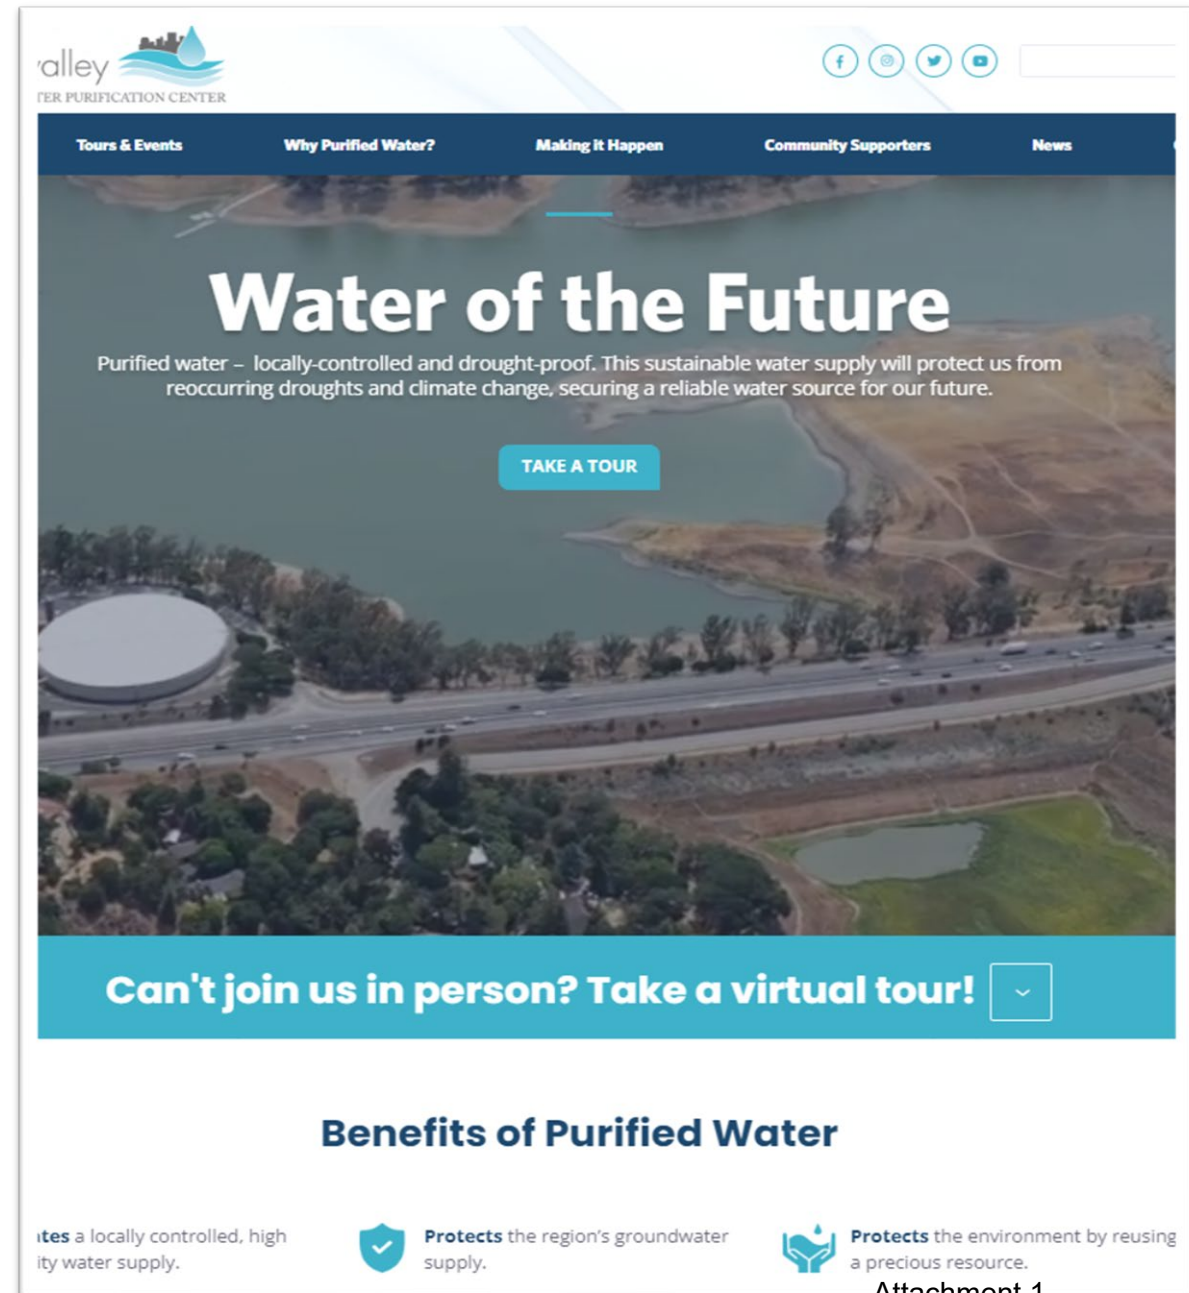 alley
TER PURIFICATION CENTER
Tours & Events Why Purified Water? Making it Happen Community Supporters News
Water of the Future
Purified water – locally-controlled and drought-proof. This sustainable water supply will protect us from
reoccurring droughts and climate change, securing a reliable water source for our future.
TAKE A TOUR
Can't join us in person? Take a virtual tour!
Benefits of Purified Water
tes a locally controlled, high
ity water supply.
Protects the region's groundwater
supply.
Protects the environment by reusing
a precious resource.
Attachment 1